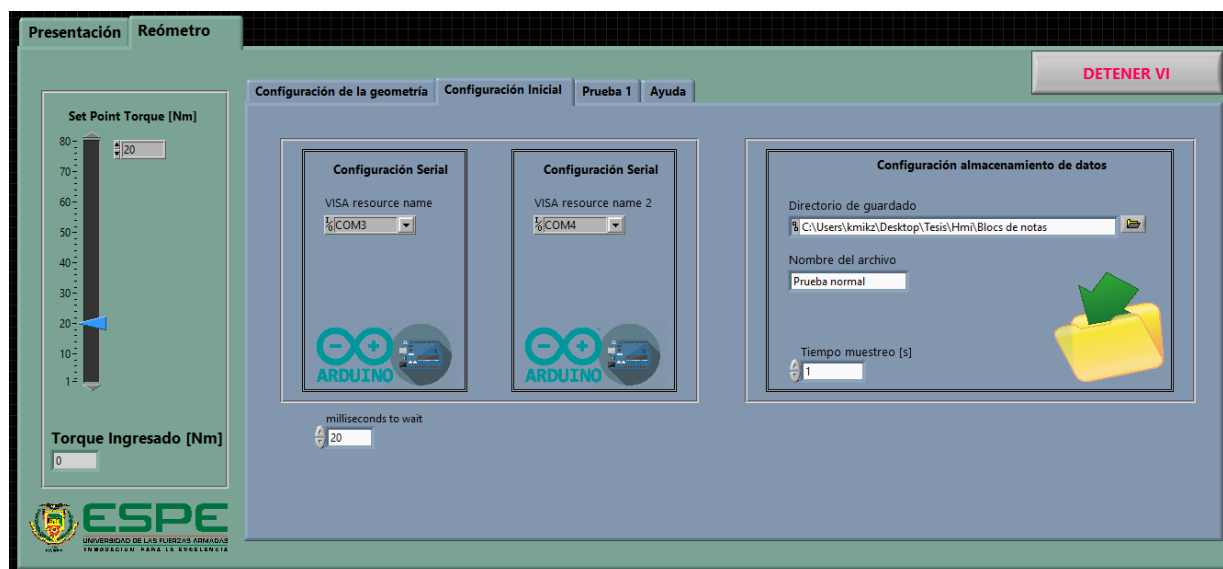 Presentación
Reómetro
DETENER VI
Configuración de la geometría
Configuración Inicial
Prueba 1
Ayuda
Set Point Torque [Nm]
20
80
70
60
50
40
30
20
10
1
Torque Ingresado [Nm]
0
ESPE
UNIVERSIDAD DE LAS FUERZAS ARMADAS
INNOVACIÓN PARA LA EXCELENCIA
Configuración Serial
VISA resource name
COM3
ARDUINO
Configuración Serial
VISA resource name 2
COM4
ARDUINO
milliseconds to wait
20
Configuración almacenamiento de datos
Directorio de guardado
C:\Users\kmikz\Desktop\Tesis\Hmi\Blocs de notas
Nombre del archivo
Prueba normal
Tiempo muestreo [s]
1